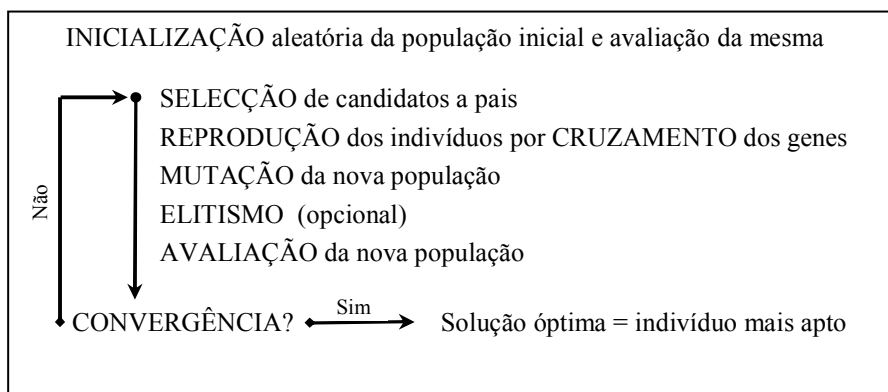 INICIALIZAÇÃO aleatória da população inicial e avaliação da mesma
SELECÇÃO de candidatos a pais
REPRODUÇÃO dos indivíduos por CRUZAMENTO dos genes
MUTAÇÃO da nova população
ELITISMO (opcional)
AVALIAÇÃO da nova população
Não
CONVERGÊNCIA?
Sim
Solução óptima = indivíduo mais apto